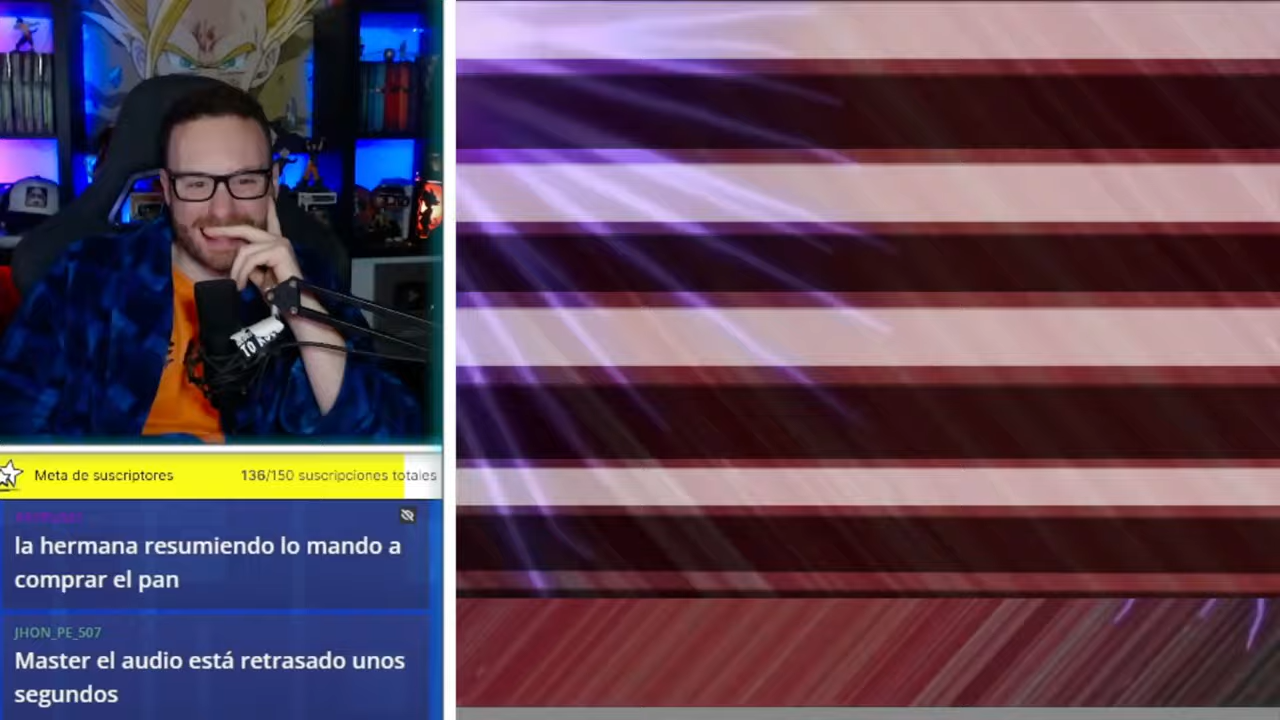 Meta de suscriptores
136/150 suscripciones totales
la hermana resumiendo lo mando a
comprar el pan
JHON_PE_507
Master el audio está retrasado unos
segundos